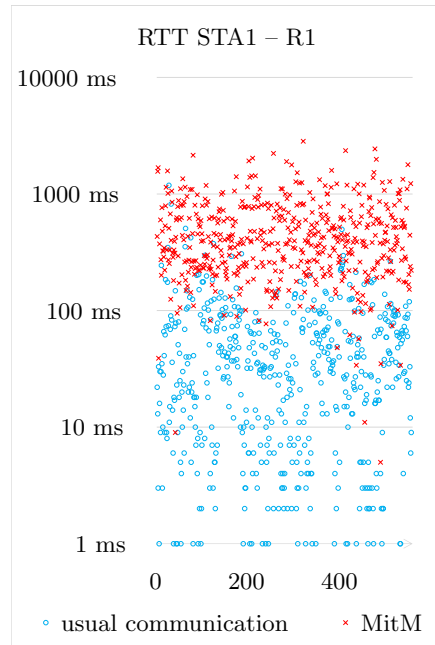 RTT STA1 – R1
10000 ms
1000 ms
100 ms
10 ms
1 ms
0 200 400
usual communication MitM